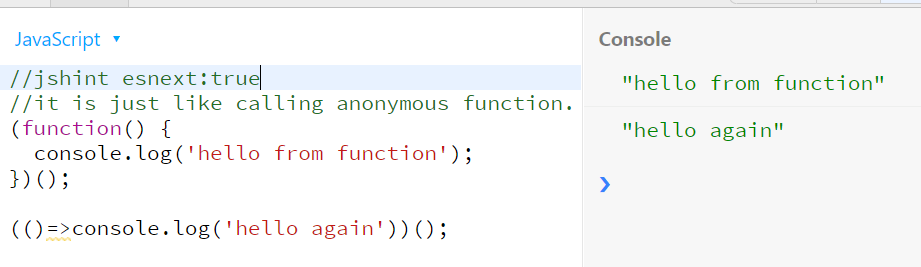 JavaScript ▾
Console
//jshint esnext:true
//it is just like calling anonymous function.
(function() {
  console.log('hello from function');
})();
(()=>console.log('hello again'))();
"hello from function"
"hello again"
❯